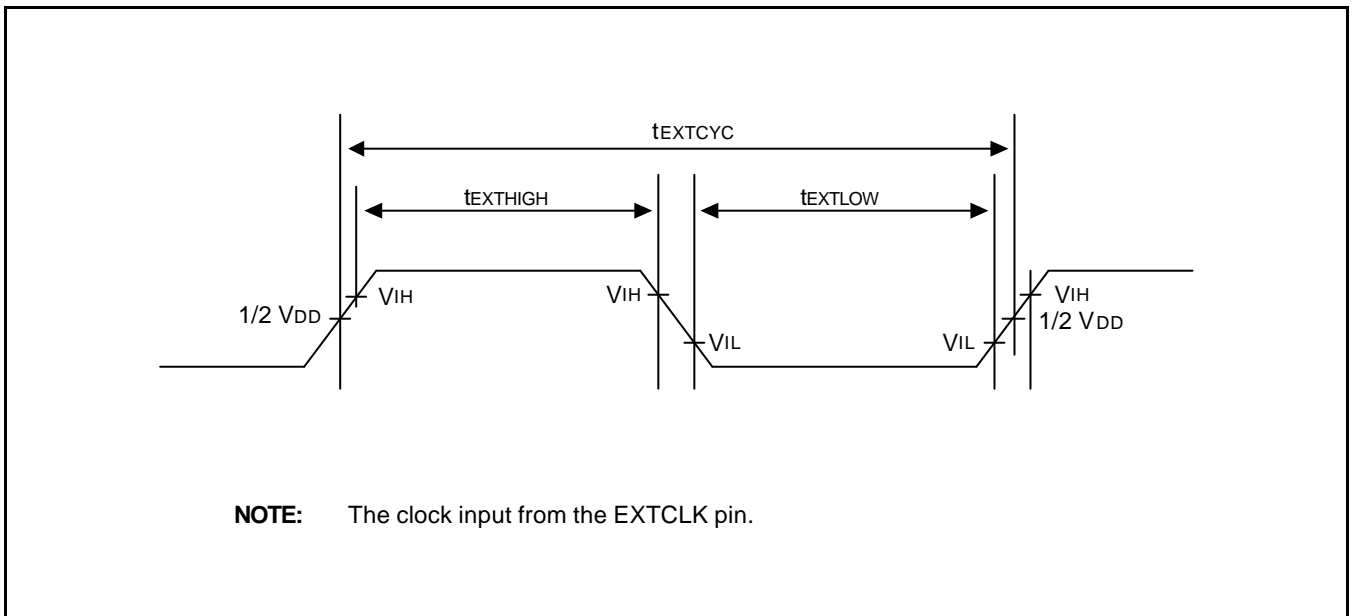 tEXTCYC
tEXTHIGH
tEXTLOW
VIH
VIH
VIH
1/2 VDD
1/2 VDD
VIL
VIL
NOTE: The clock input from the EXTCLK pin.